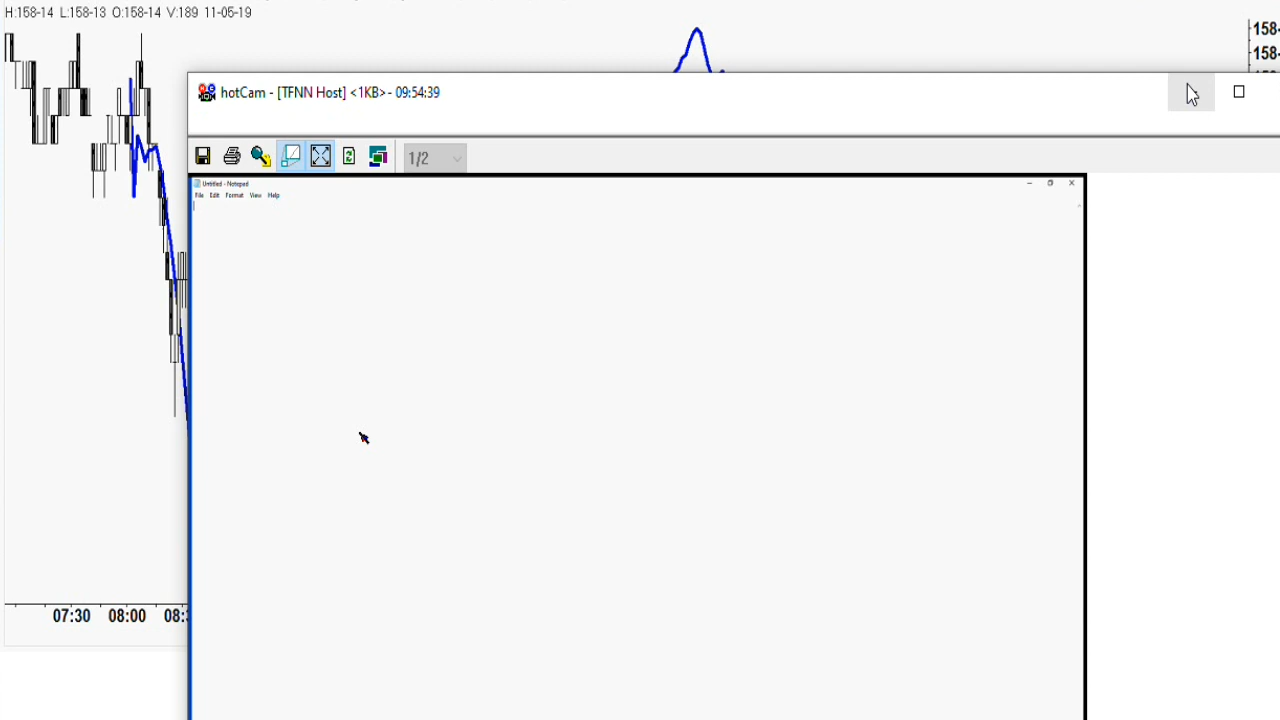 H:158-14 L:158-13 O:158-14 V:189 11-05-19
158-
158-
hotCam - [TFNN Host] <1KB> - 09:54:39
1/2
Untitled - Notepad
File Edit Format View Help
07:30 08:00 08: